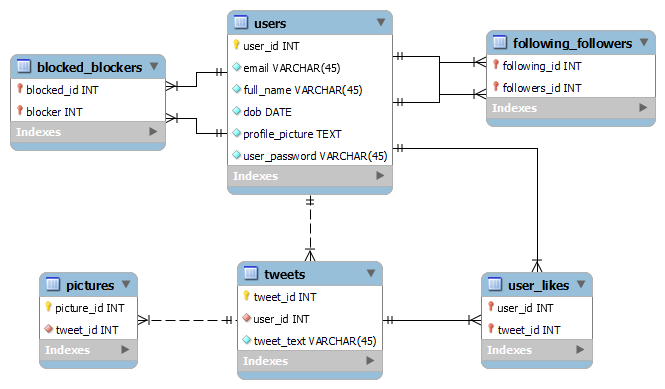 users
user_id INT
email VARCHAR(45)
full_name VARCHAR(45)
dob DATE
profile_picture TEXT
user_password VARCHAR(45)
Indexes
blocked_blockers
blocked_id INT
blocker INT
Indexes
following_followers
following_id INT
followers_id INT
Indexes
pictures
picture_id INT
tweet_id INT
Indexes
tweets
tweet_id INT
user_id INT
tweet_text VARCHAR(45)
Indexes
user_likes
user_id INT
tweet_id INT
Indexes